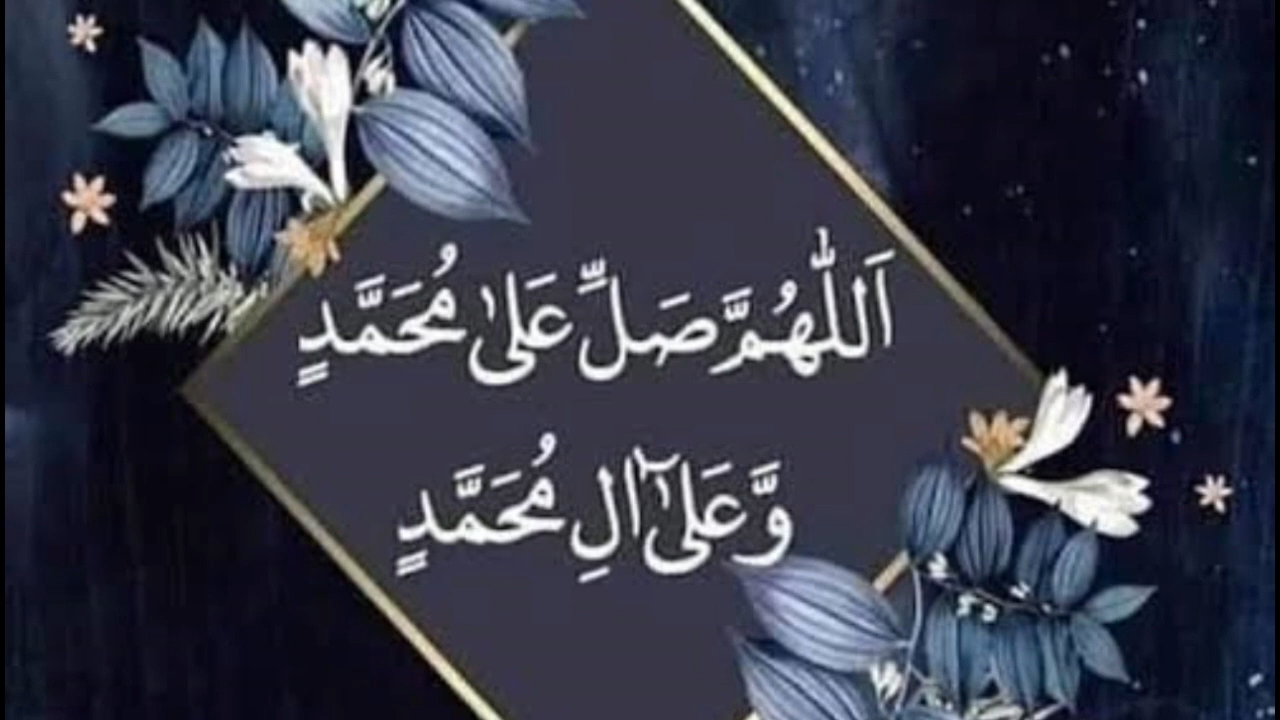 اَللّٰهُمَّ صَلِّ عَلٰى مُحَمَّدٍ
وَّعَلٰٓى اٰلِ مُحَمَّدٍ